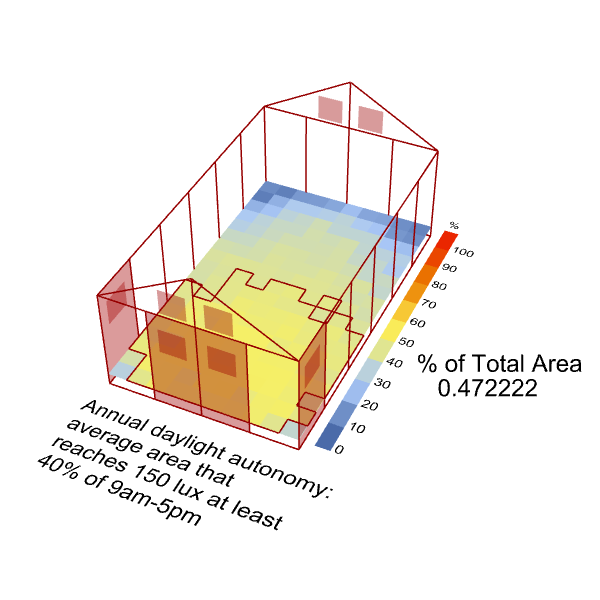 %
100
90
80
70
60
50
40
30
20
10
0
% of Total Area
0.472222
Annual daylight autonomy:
average area that
reaches 150 lux at least
40% of 9am-5pm